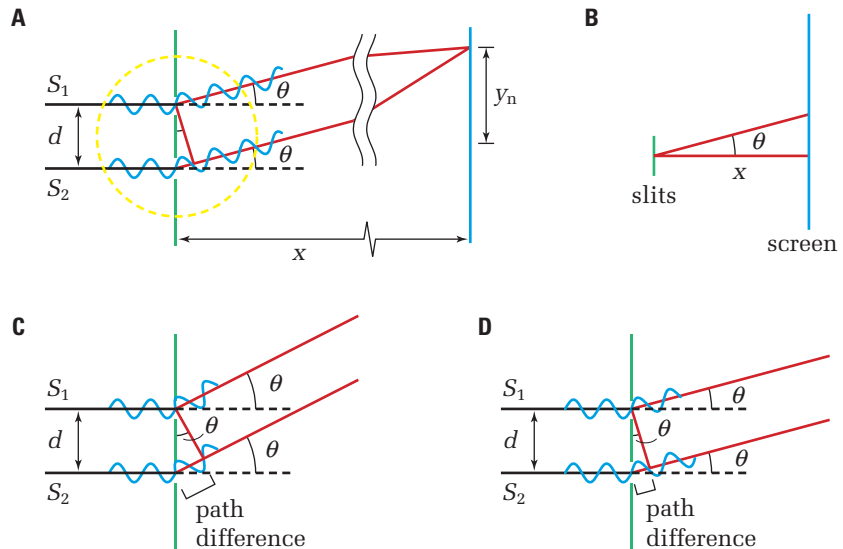 A
S1
d
S2
θ
θ
yn
x
B
θ
x
slits
screen
C
S1
d
S2
θ
θ
θ
path
difference
D
S1
d
S2
θ
θ
θ
path
difference